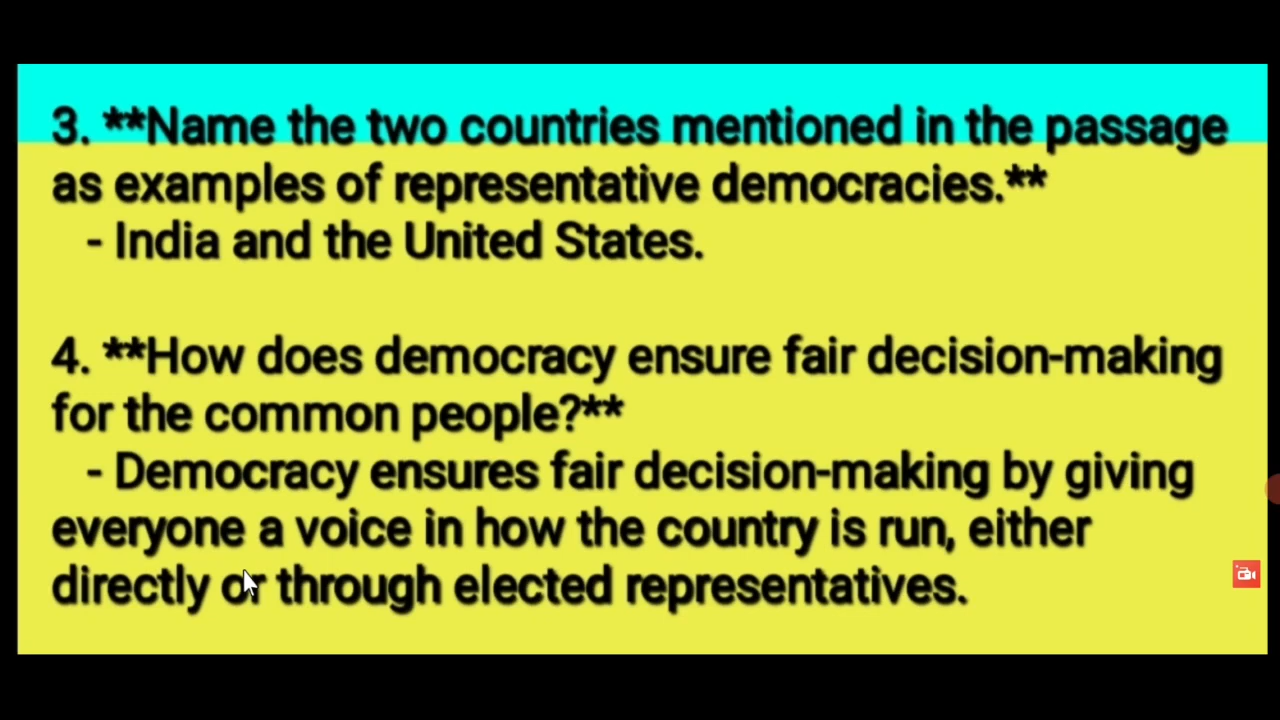 3. **Name the two countries mentioned in the passage
as examples of representative democracies.**
- India and the United States.
4. **How does democracy ensure fair decision-making
for the common people?**
- Democracy ensures fair decision-making by giving
everyone a voice in how the country is run, either
directly or through elected representatives.